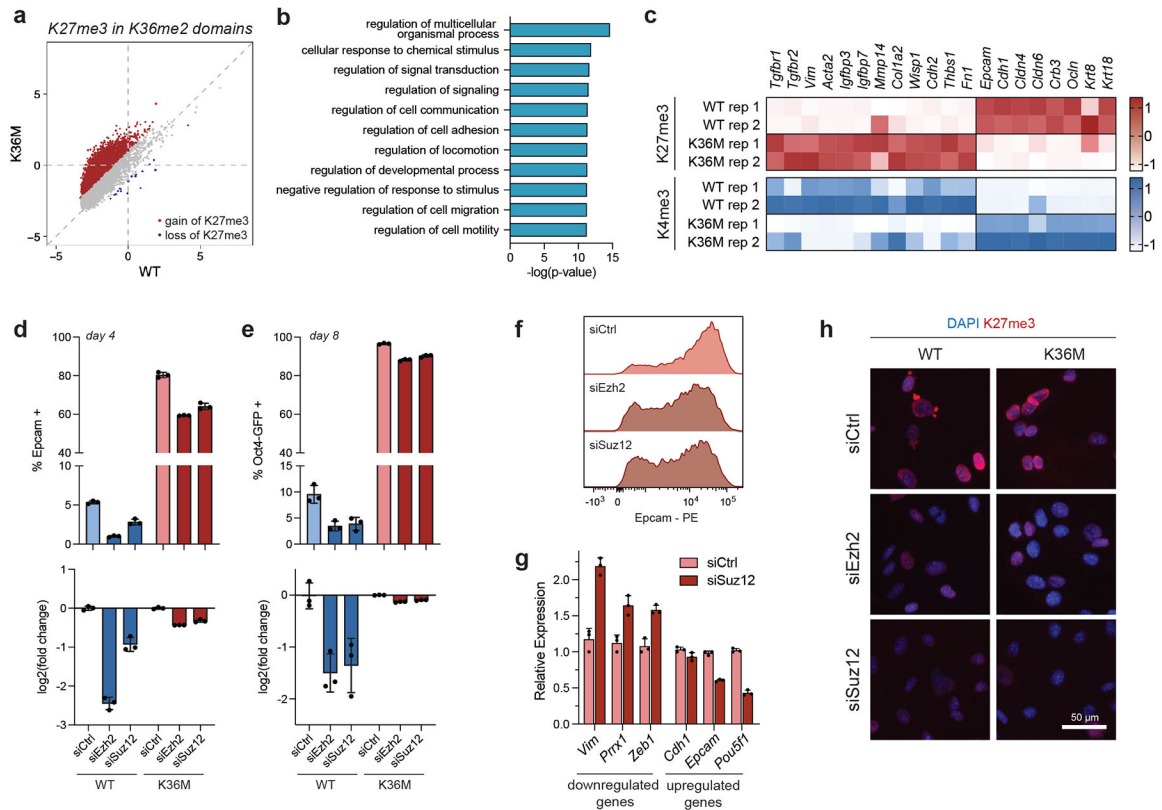 a
K27me3 in K36me2 domains
K36M
5
0
−5
−5
0
5
WT
gain of K27me3
loss of K27me3
b
regulation of multicellular
organismal process
cellular response to chemical stimulus
regulation of signal transduction
regulation of signaling
regulation of cell communication
regulation of cell adhesion
regulation of locomotion
regulation of developmental process
negative regulation of response to stimulus
regulation of cell migration
regulation of cell motility
0 5 10 15
-log(p-value)
c
Tgfbr1 Tgfbr2 Vim Acta2 Igfbp3 Igfbp7 Mmp14 Col1a2 Wisp1 Cdh2 Thbs1 Fn1 Epcam Cdh1 Cldn4 Cldn6 Crb3 Ocln Krt8 Krt18
K27me3
WT rep 1
WT rep 2
K36M rep 1
K36M rep 2
1
0
-1
K4me3
WT rep 1
WT rep 2
K36M rep 1
K36M rep 2
1
0
-1
d
day 4
% Epcam +
100
80
60
40
10
5
0
log2(fold change)
1
0
-1
-2
-3
siCtrl siEzh2 siSuz12 siCtrl siEzh2 siSuz12
WT K36M
e
day 8
% Oct4-GFP +
100
80
60
40
15
10
5
0
log2(fold change)
0
-1
-2
siCtrl siEzh2 siSuz12 siCtrl siEzh2 siSuz12
WT K36M
f
siCtrl
siEzh2
siSuz12
-10³ 0 10⁴ 10⁵
Epcam - PE
g
siCtrl
siSuz12
Relative Expression
2.0
1.5
1.0
0.5
0.0
Vim Prrx1 Zeb1 Cdh1 Epcam Pou5f1
downregulated upregulated
genes genes
h
DAPI K27me3
WT K36M
siCtrl
siEzh2
siSuz12
50 µm